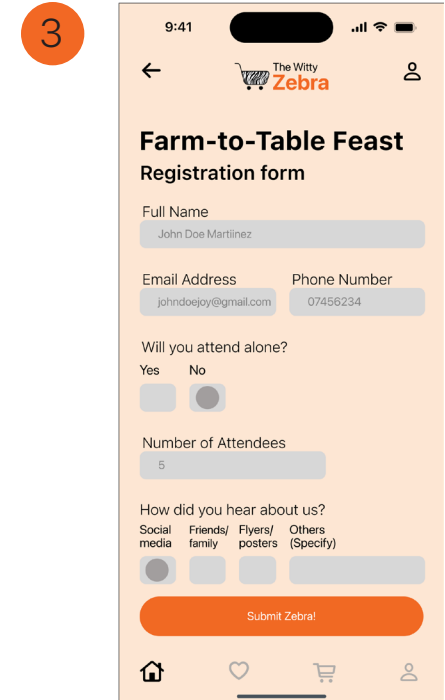 3
9:41
The Witty
Zebra
Farm-to-Table Feast
Registration form
Full Name
John Doe Martiinez
Email Address Phone Number
johndoejoy@gmail.com 07456234
Will you attend alone?
Yes No
Number of Attendees
5
How did you hear about us?
Social Friends/ Flyers/ Others
media family posters (Specify)
Submit Zebra!